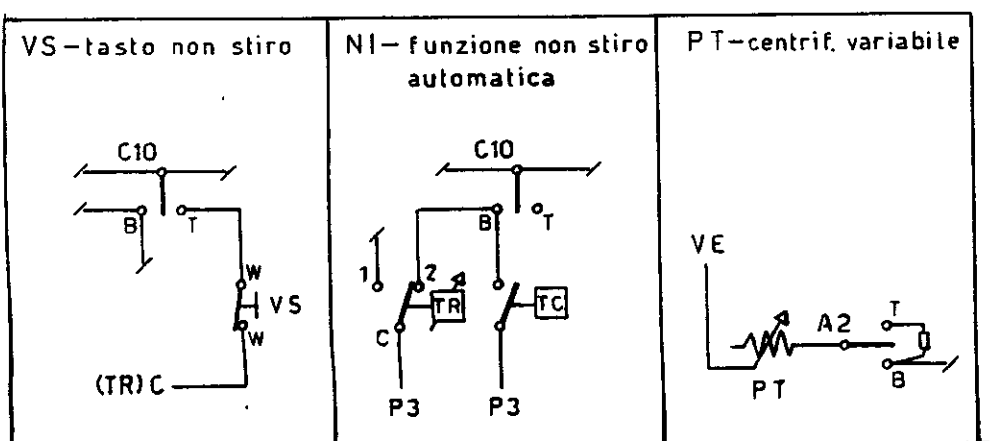 VS-tasto non stiro
C10
B
T
W
VS
W
(TR) C
N1-funzione non stiro
automatica
C10
B
T
1
2
TR
TC
C
P3
P3
PT-centrif. variabile
VE
A2
T
B
PT